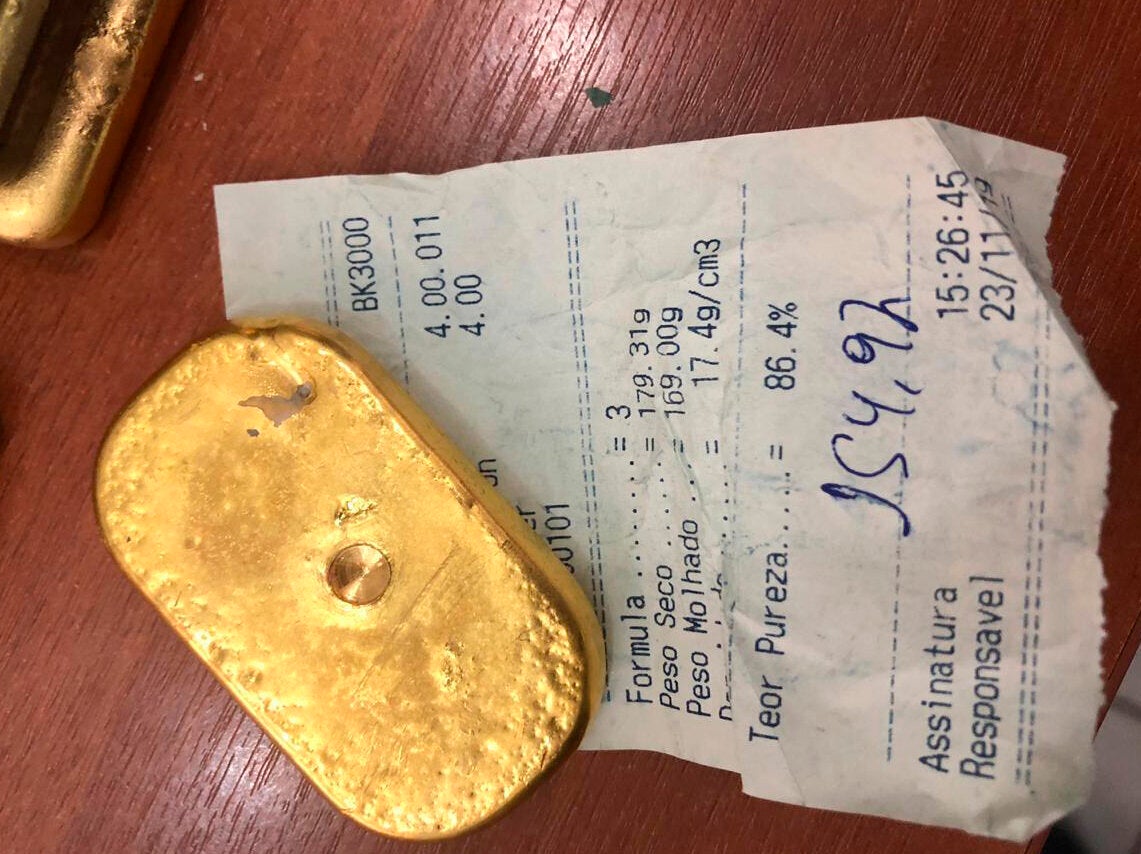 BK3000
4.00.011
4.00
00101
Formula ........= 3
Peso Seco ......= 179.31g
Peso Molhado ...= 169.00g
= 17.4g/cm3
Teor Pureza.....= 86.4%
154,92
Assinatura 15:26:45
Responsavel 23/11/19